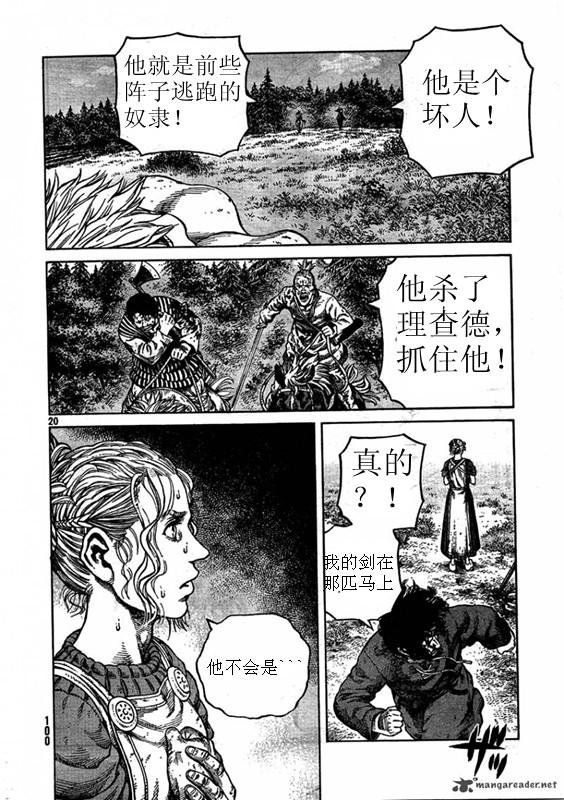 他是个
坏人！
他就是前些
阵子逃跑的
奴隶！
他杀了
理查德，
抓住他！
20
真的
？！
我的剑在
那匹马上
他不会是```
100
mangareader.net